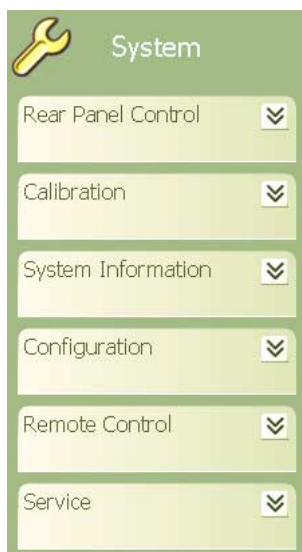 System
Rear Panel Control
Calibration
System Information
Configuration
Remote Control
Service